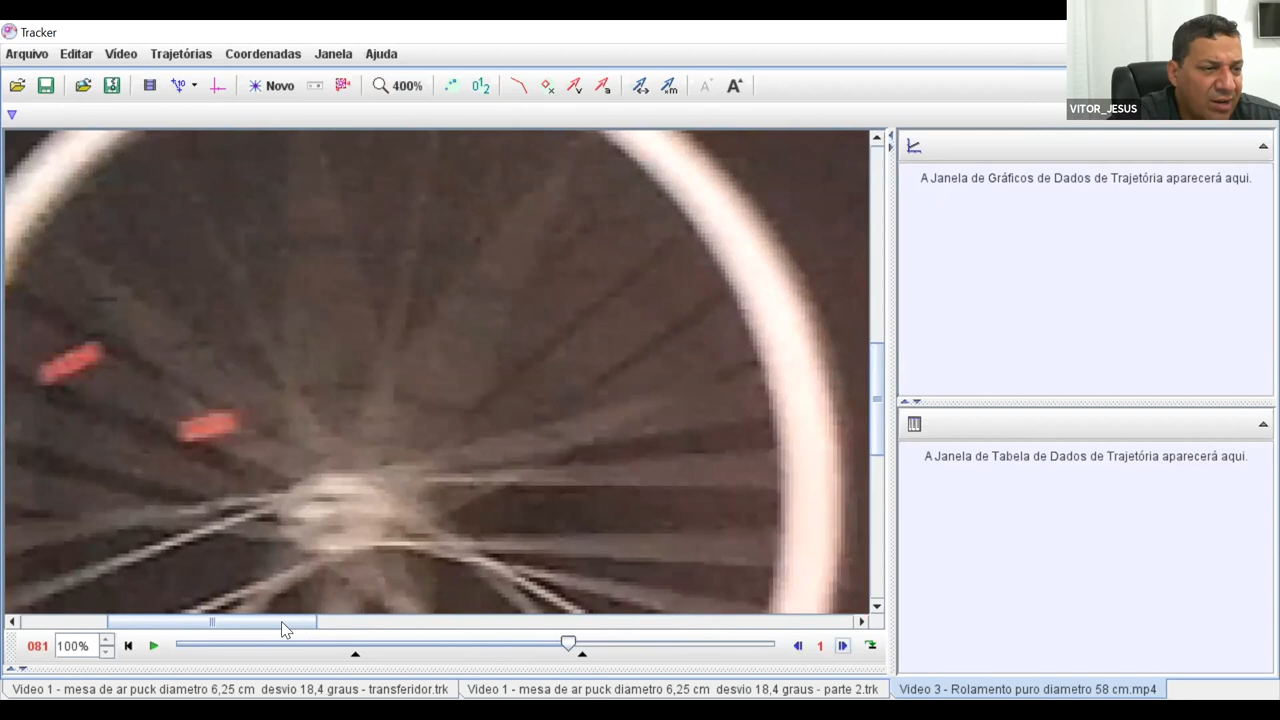 Tracker
Arquivo Editar Vídeo Trajetórias Coordenadas Janela Ajuda
Novo 400%
VITOR_JESUS
A Janela de Gráficos de Dados de Trajetória aparecerá aqui.
A Janela de Tabela de Dados de Trajetória aparecerá aqui.
081 100% 1
Video 1 - mesa de ar puck diametro 6,25 cm desvio 18,4 graus - transferidor.trk
Video 1 - mesa de ar puck diametro 6,25 cm desvio 18,4 graus - parte 2.trk
Video 3 - Rolamento puro diametro 58 cm.mp4